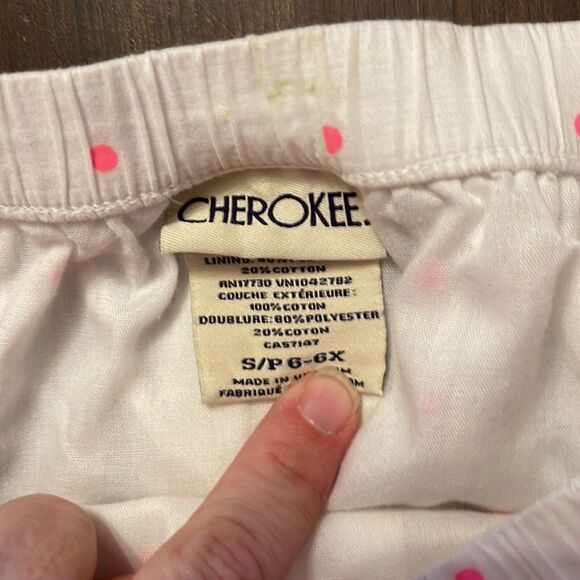 CHEROKEE.
LINING: 80%
20% COTTON
RN17730 VN1042782
COUCHE EXTÉRIEURE:
100% COTON
DOUBLURE: 80% POLYESTER
20% COTON
CA57147
S/P 6-6X
MADE IN
FABRIQUÉ